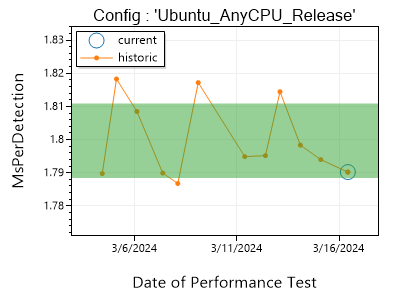 Config : 'Ubuntu_AnyCPU_Release'
1.83
1.82
1.81
1.8
1.79
1.78
current
historic
MsPerDetection
3/6/2024
3/11/2024
3/16/2024
Date of Performance Test